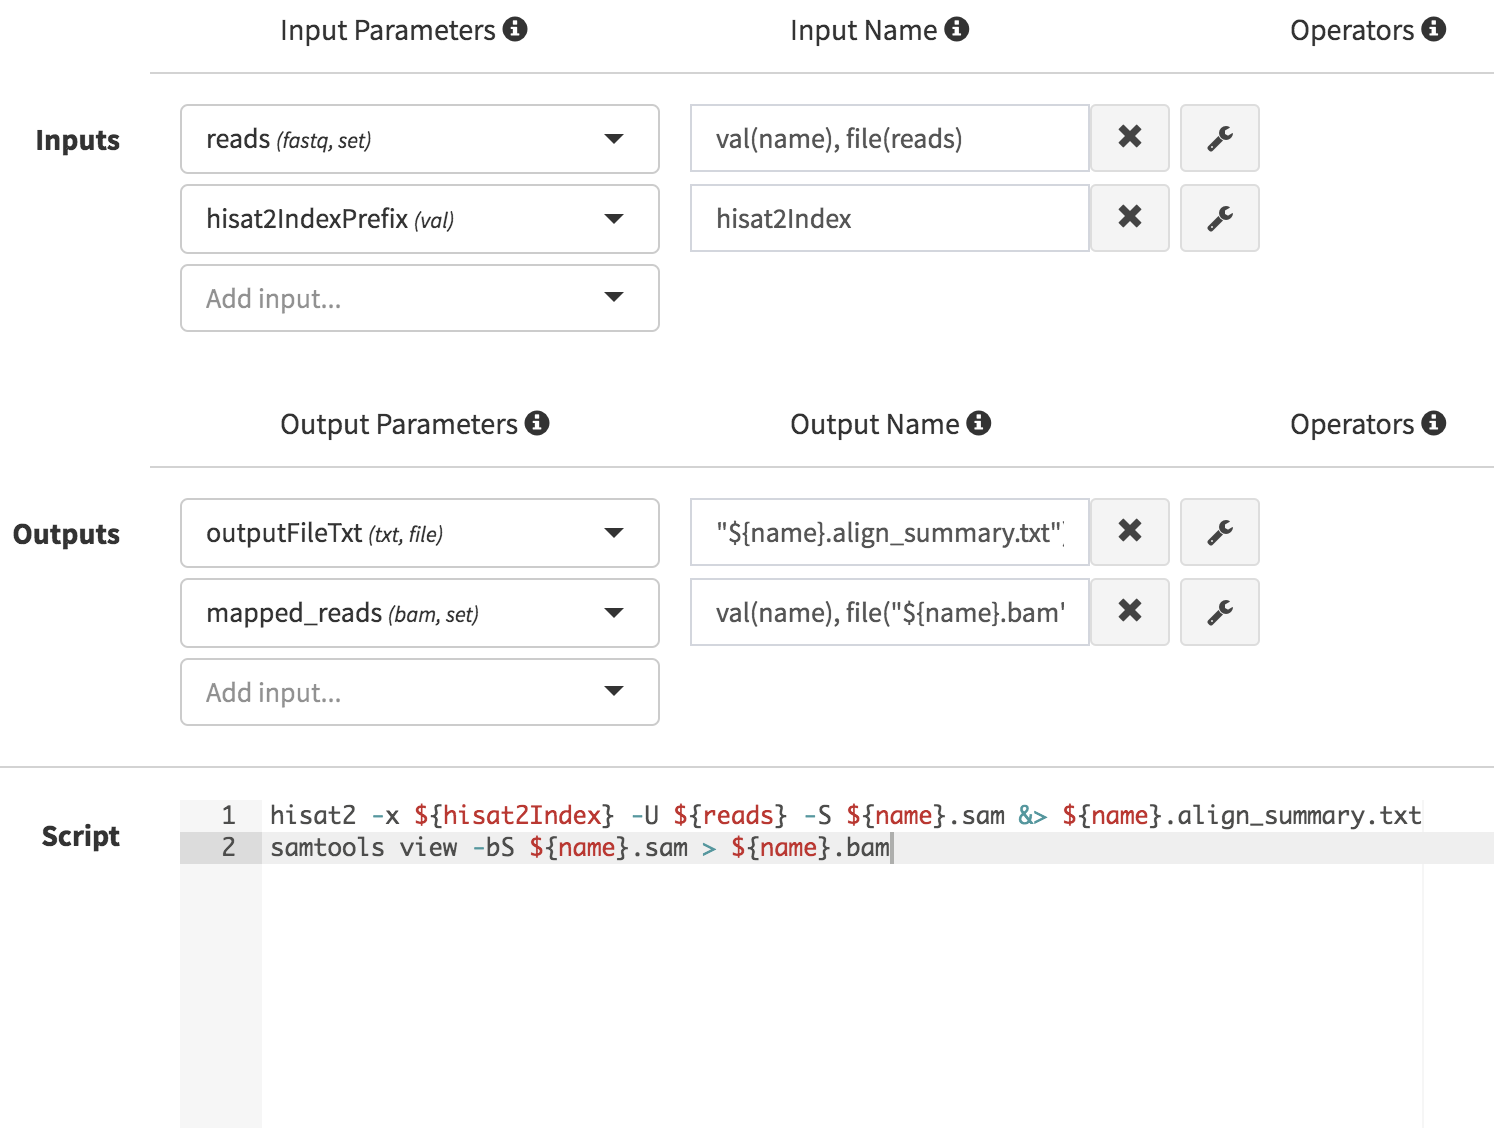 Input Parameters Input Name Operators
Inputs reads (fastq, set) val(name), file(reads)
hisat2IndexPrefix (val) hisat2Index
Add input...
Output Parameters Output Name Operators
Outputs outputFileTxt (txt, file) "${name}.align_summary.txt"
mapped_reads (bam, set) val(name), file("${name}.bam"
Add input...
Script
1 hisat2 -x ${hisat2Index} -U ${reads} -S ${name}.sam &> ${name}.align_summary.txt
2 samtools view -bS ${name}.sam > ${name}.bam